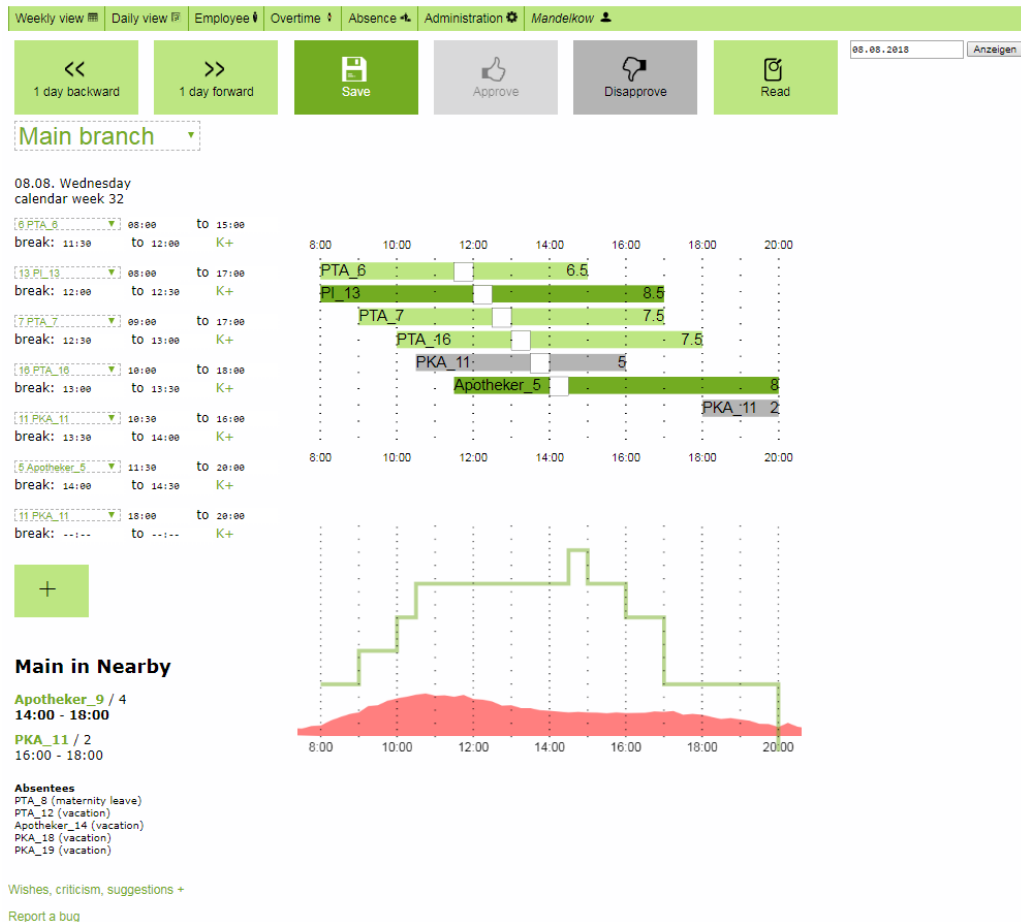 Weekly view Daily view Employee Overtime Absence Administration Mandelkow
<< >> Save Approve Disapprove Read 08.08.2018 Anzeigen
1 day backward 1 day forward
Main branch
08.08. Wednesday
calendar week 32
6 PTA_6 08:00 to 15:00
break: 11:30 to 12:00 K+
13 PI_13 08:00 to 17:00
break: 12:00 to 12:30 K+
7 PTA_7 09:00 to 17:00
break: 12:30 to 13:00 K+
16 PTA_16 10:00 to 18:00
break: 13:00 to 13:30 K+
11 PKA_11 10:30 to 16:00
break: 13:30 to 14:00 K+
5 Apotheker_5 11:30 to 20:00
break: 14:00 to 14:30 K+
11 PKA_11 18:00 to 20:00
break: --:-- to --:-- K+
+
8:00 10:00 12:00 14:00 16:00 18:00 20:00
PTA_6 6.5
PI_13 8.5
PTA_7 7.5
PTA_16 7.5
PKA_11 5
Apotheker_5 8
PKA_11 2
8:00 10:00 12:00 14:00 16:00 18:00 20:00
8:00 10:00 12:00 14:00 16:00 18:00 20:00
Main in Nearby
Apotheker_9 / 4
14:00 - 18:00
PKA_11 / 2
16:00 - 18:00
Absentees
PTA_8 (maternity leave)
PTA_12 (vacation)
Apotheker_14 (vacation)
PKA_18 (vacation)
PKA_19 (vacation)
Wishes, criticism, suggestions +
Report a bug